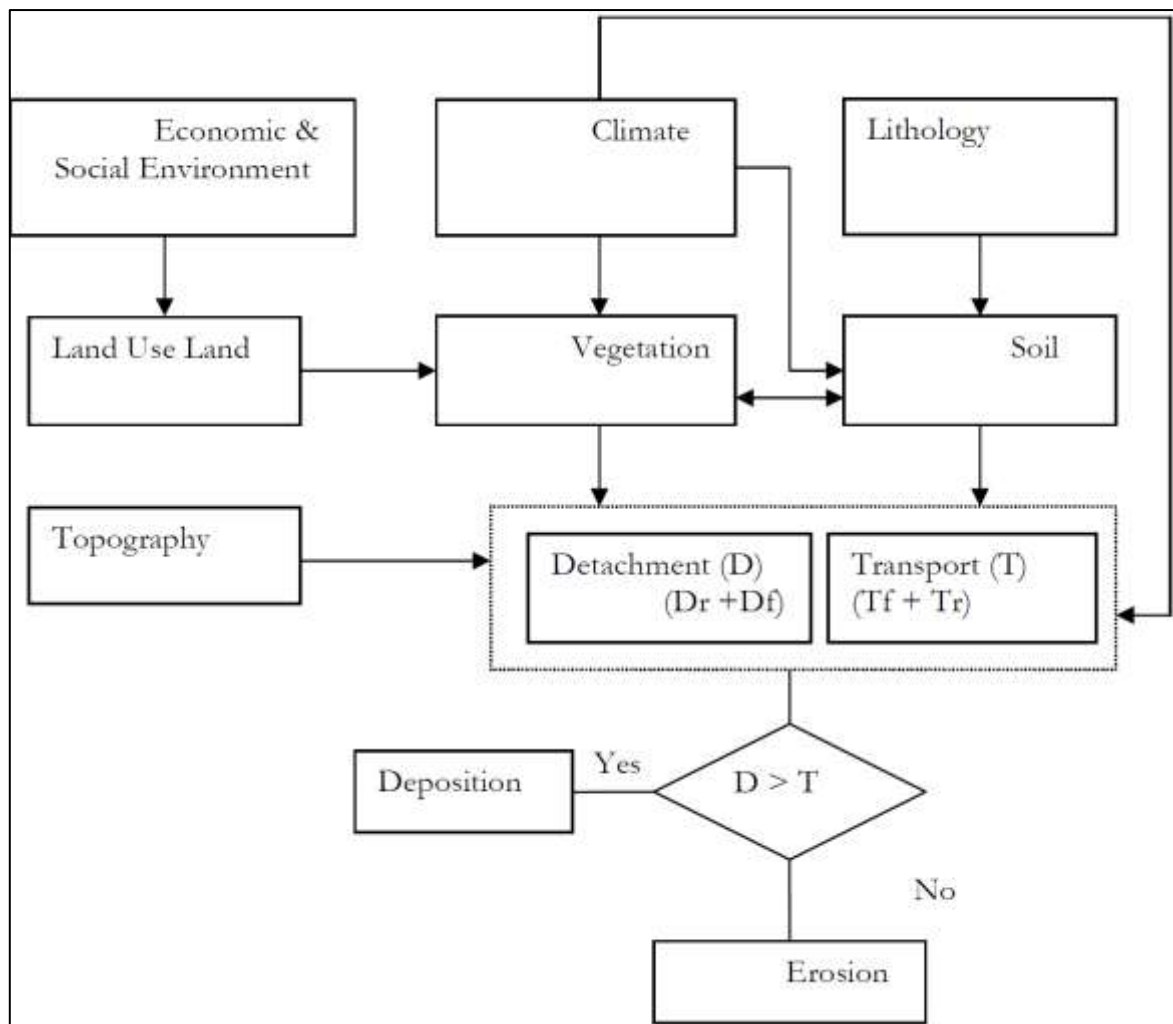 Economic &
Social Environment
Climate
Lithology
Land Use Land
Vegetation
Soil
Topography
Detachment (D)
(Dr +Df)
Transport (T)
(Tf + Tr)
Deposition
Yes
D > T
No
Erosion